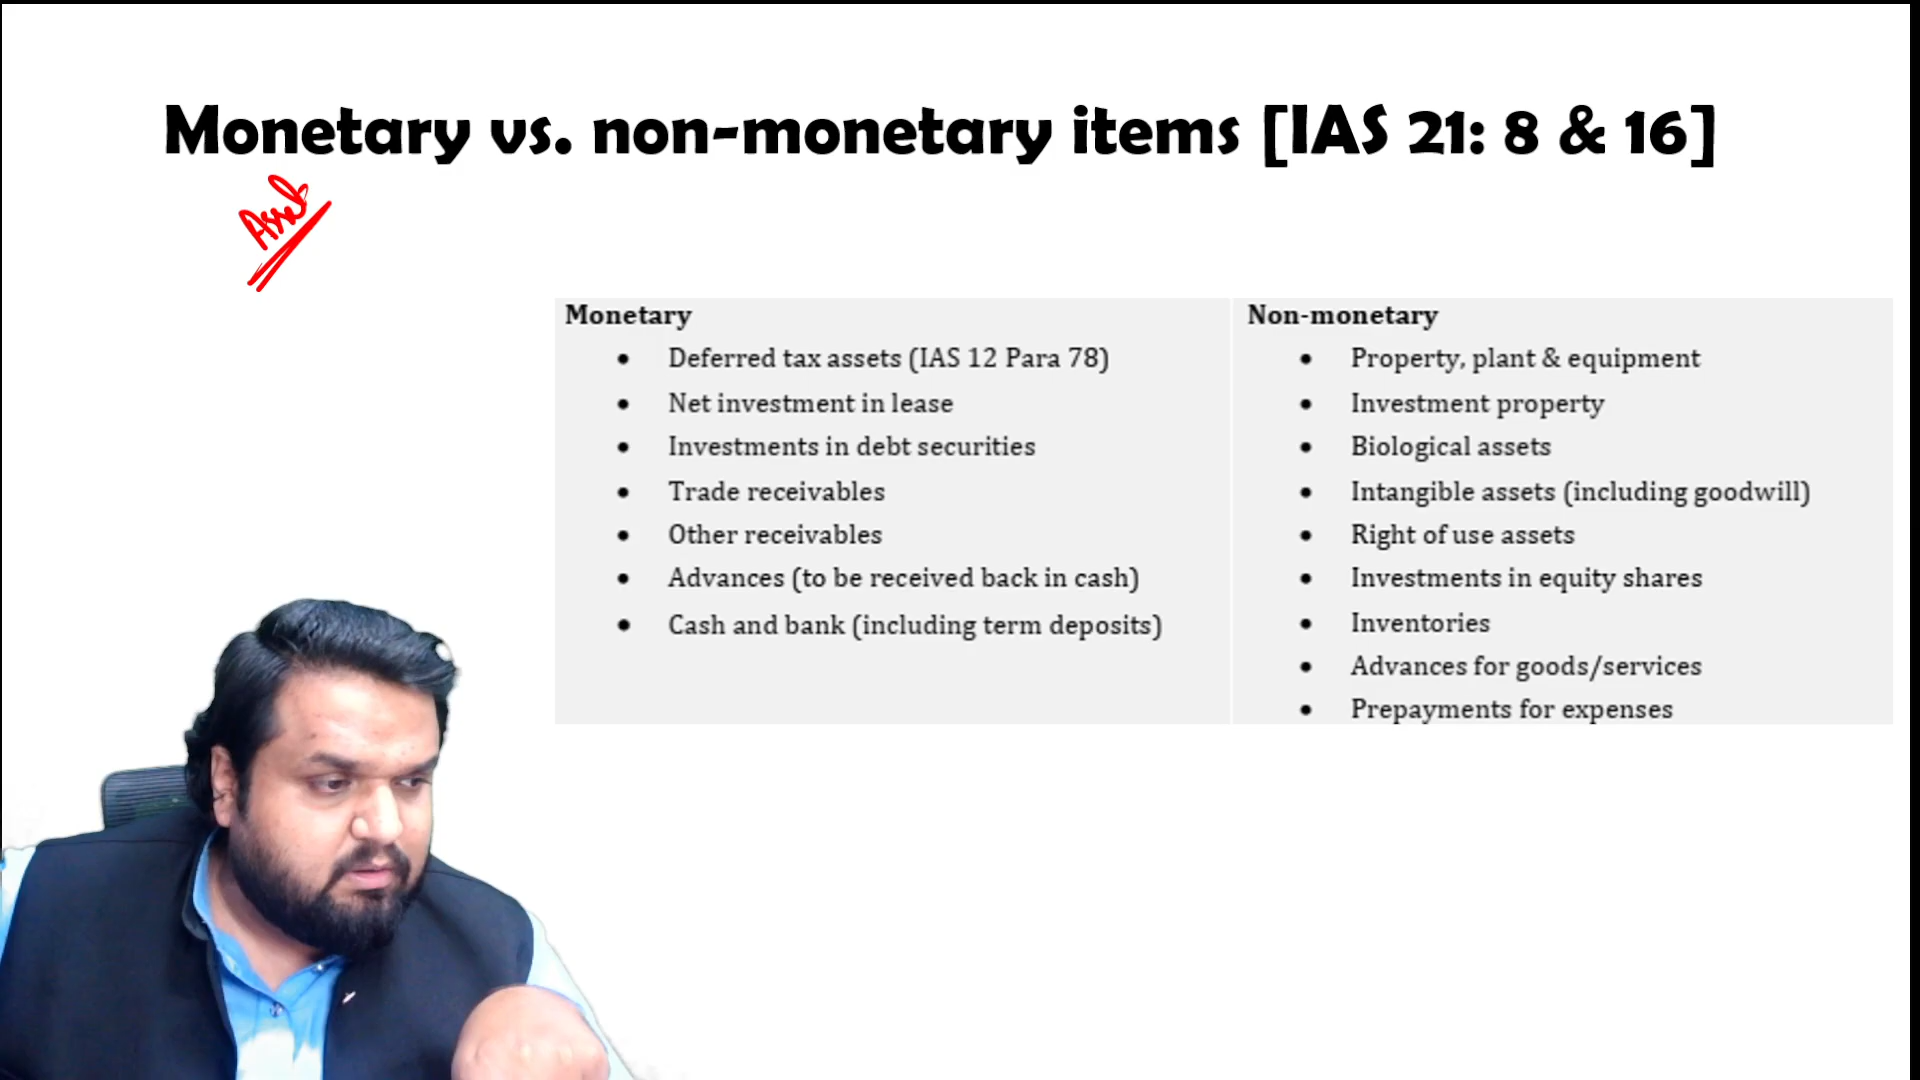 Monetary vs. non-monetary items [IAS 21: 8 & 16]
Asset
Monetary
• Deferred tax assets (IAS 12 Para 78)
• Net investment in lease
• Investments in debt securities
• Trade receivables
• Other receivables
• Advances (to be received back in cash)
• Cash and bank (including term deposits)
Non-monetary
• Property, plant & equipment
• Investment property
• Biological assets
• Intangible assets (including goodwill)
• Right of use assets
• Investments in equity shares
• Inventories
• Advances for goods/services
• Prepayments for expenses